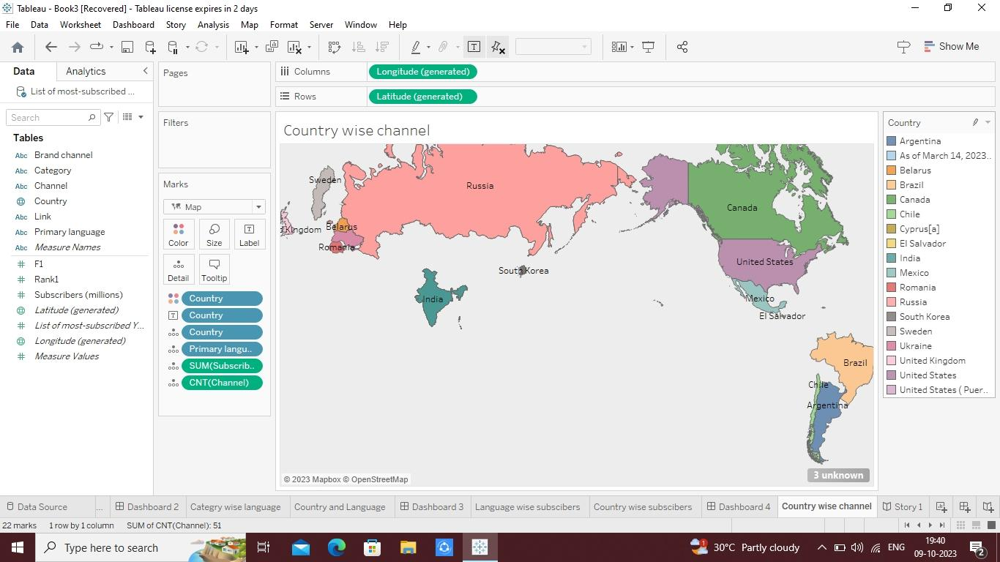 Tableau - Book3 [Recovered] - Tableau license expires in 2 days
File Data Worksheet Dashboard Story Analysis Map Format Server Window Help
Show Me
Data Analytics
List of most-subscribed ...
Search
Tables
Abc Brand channel
Abc Category
Abc Channel
Country
Abc Link
Abc Primary language
Abc Measure Names
F1
Rank1
Subscribers (millions)
Latitude (generated)
List of most-subscribed Y...
Longitude (generated)
Measure Values
Pages
Filters
Marks
Map
Color Size Label
Detail Tooltip
Country
Country
Country
Primary langu..
SUM(Subscrib..
CNT(Channel)
Columns Longitude (generated)
Rows Latitude (generated)
Country wise channel
Sweden
Russia
Canada
Kingdom
Belarus
Romania
United States
South Korea
India
Mexico
El Salvador
Brazil
Chile
Argentina
© 2023 Mapbox © OpenStreetMap
3 unknown
Country
Argentina
As of March 14, 2023..
Belarus
Brazil
Canada
Chile
Cyprus[a]
El Salvador
India
Mexico
Romania
Russia
South Korea
Sweden
Ukraine
United Kingdom
United States
United States ( Puer..
Data Source ... Dashboard 2 Categry wise language Country and Language Dashboard 3 Language wise subscibers Country wise subscibers Dashboard 4 Country wise channel Story 1
22 marks 1 row by 1 column SUM of CNT(Channel): 51
Type here to search
1 30°C Partly cloudy ENG 19:40
09-10-2023 2